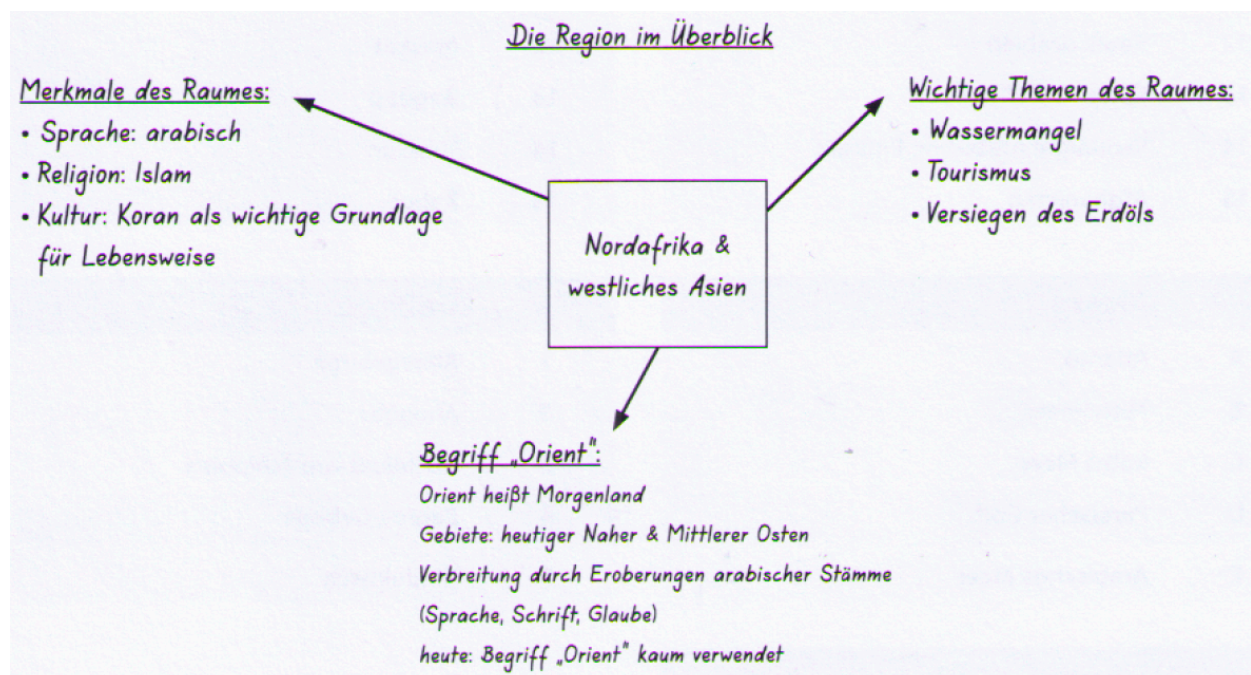 Die Region im Überblick
Merkmale des Raumes:
• Sprache: arabisch
• Religion: Islam
• Kultur: Koran als wichtige Grundlage
für Lebensweise
Wichtige Themen des Raumes:
• Wassermangel
• Tourismus
• Versiegen des Erdöls
Nordafrika &
westliches Asien
Begriff „Orient":
Orient heißt Morgenland
Gebiete: heutiger Naher & Mittlerer Osten
Verbreitung durch Eroberungen arabischer Stämme
(Sprache, Schrift, Glaube)
heute: Begriff „Orient" kaum verwendet